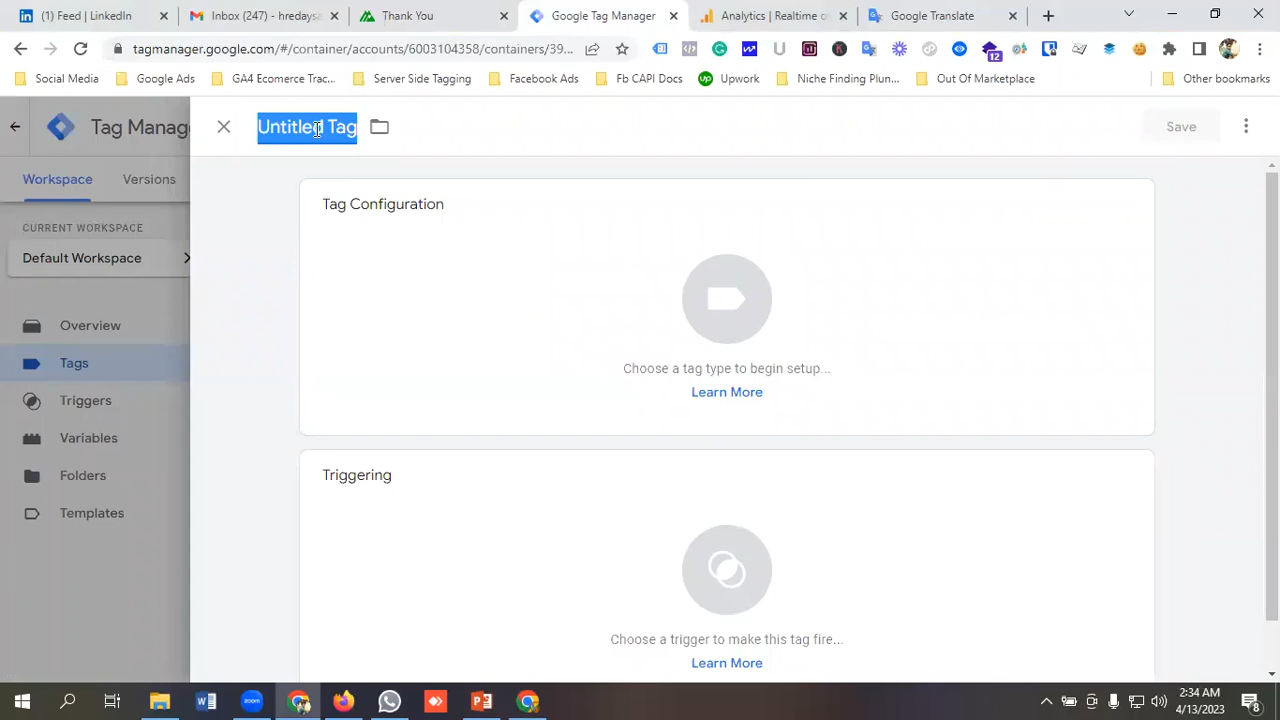 (1) Feed | LinkedIn
Inbox (247) - hredaysa
Thank You
Google Tag Manager
Analytics | Realtime o
Google Translate
tagmanager.google.com/#/container/accounts/6003104358/containers/39...
12
Social Media
Google Ads
GA4 Ecomerce Trac...
Server Side Tagging
Facebook Ads
Fb CAPI Docs
Upwork
Niche Finding Plun...
Out Of Marketplace
Other bookmarks
Tag Mana
Untitled Tag
Save
Workspace
Versions
Tag Configuration
CURRENT WORKSPACE
Default Workspace
Overview
Tags
Triggers
Variables
Folders
Templates
Choose a tag type to begin setup...
Learn More
Triggering
Choose a trigger to make this tag fire...
Learn More
2:34 AM
4/13/2023
8